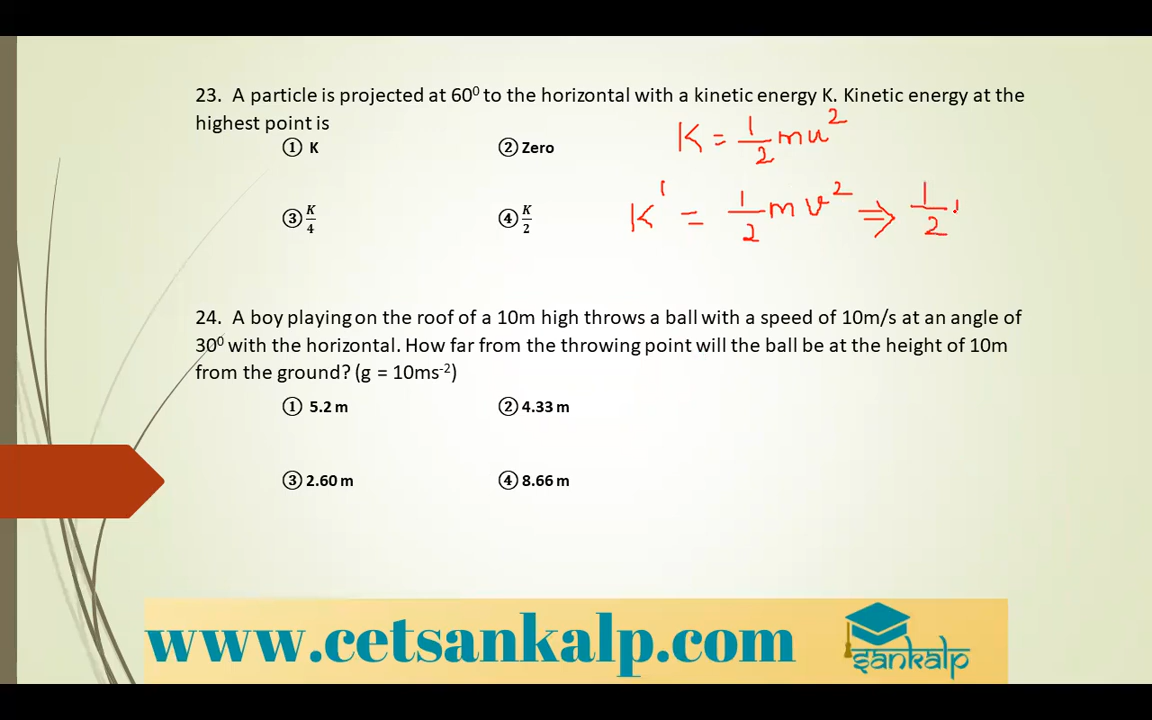 23. A particle is projected at 60⁰ to the horizontal with a kinetic energy K. Kinetic energy at the
highest point is
① K ② Zero
K = 1/2 mu²
③ K/4 ④ K/2
K' = 1/2 m v² ⇒ 1/2
24. A boy playing on the roof of a 10m high throws a ball with a speed of 10m/s at an angle of
30⁰ with the horizontal. How far from the throwing point will the ball be at the height of 10m
from the ground? (g = 10ms⁻²)
① 5.2 m ② 4.33 m
③ 2.60 m ④ 8.66 m
www.cetsankalp.com
sankalp